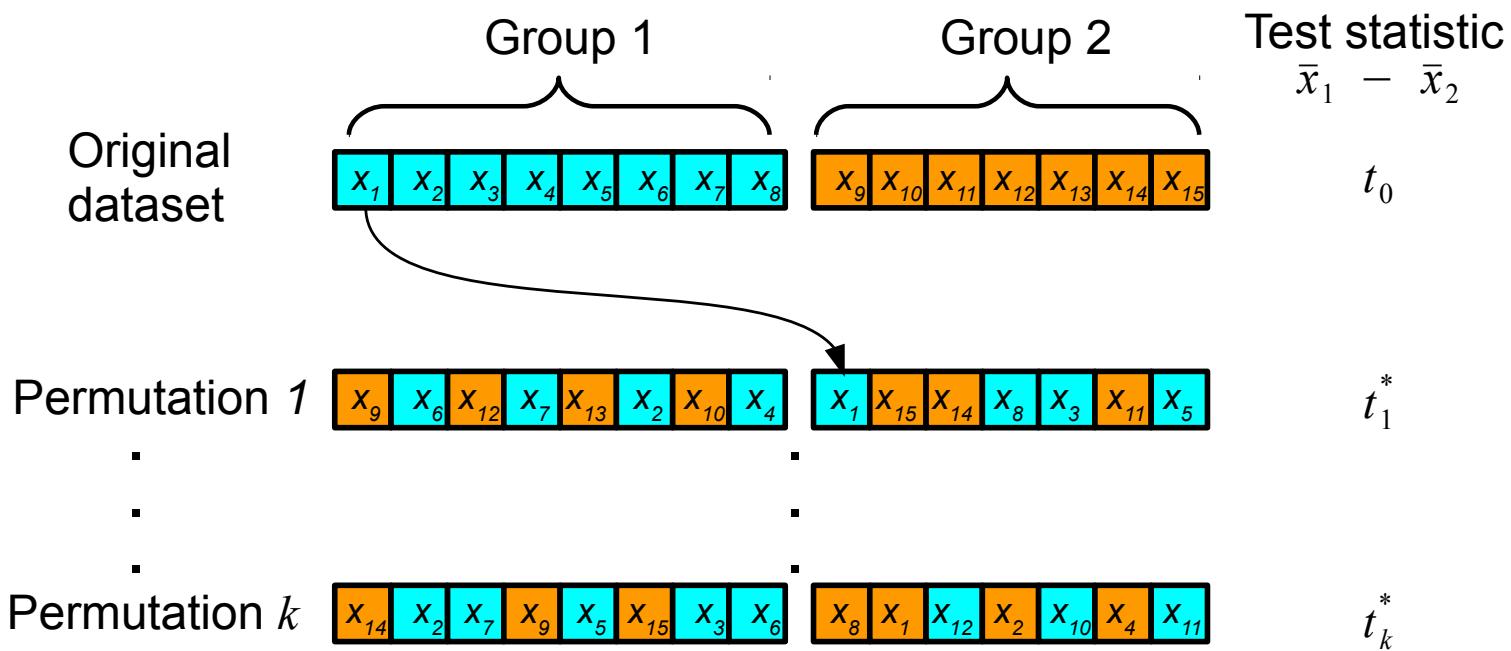 Group 1 Group 2 Test statistic
x̄₁ − x̄₂
Original
dataset
x₁ x₂ x₃ x₄ x₅ x₆ x₇ x₈ x₉ x₁₀ x₁₁ x₁₂ x₁₃ x₁₄ x₁₅ t₀
Permutation 1 x₉ x₆ x₁₂ x₇ x₁₃ x₂ x₁₀ x₄ x₁ x₁₅ x₁₄ x₈ x₃ x₁₁ x₅ t₁*
Permutation k x₁₄ x₂ x₇ x₉ x₅ x₁₅ x₃ x₆ x₈ x₁ x₁₂ x₂ x₁₀ x₄ x₁₁ tₖ*